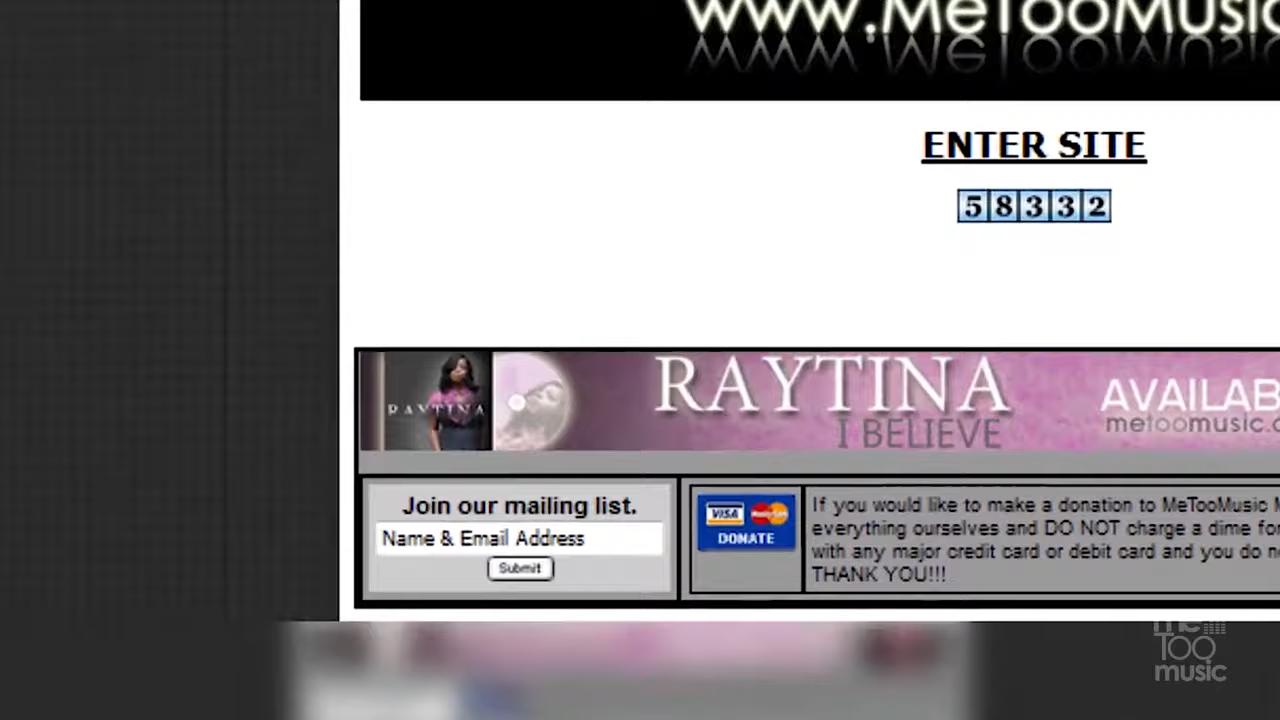 www.MeTooMusic
ENTER SITE
58332
RAYTINA
RAYTINA
I BELIEVE
AVAILAB
metoomusic.c
Join our mailing list.
Name & Email Address
Submit
VISA MasterCard
DONATE
If you would like to make a donation to MeTooMusic M
everything ourselves and DO NOT charge a dime for
with any major credit card or debit card and you do no
THANK YOU!!!
me
Too
music